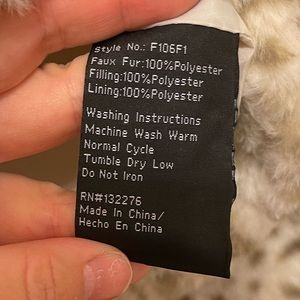 Style No.: F106F1
Faux Fur:100%Polyester
Filling:100%Polyester
Lining:100%Polyester
Washing Instructions
Machine Wash Warm
Normal Cycle
Tumble Dry Low
Do Not Iron
RN#132276
Made In China/
Hecho En China